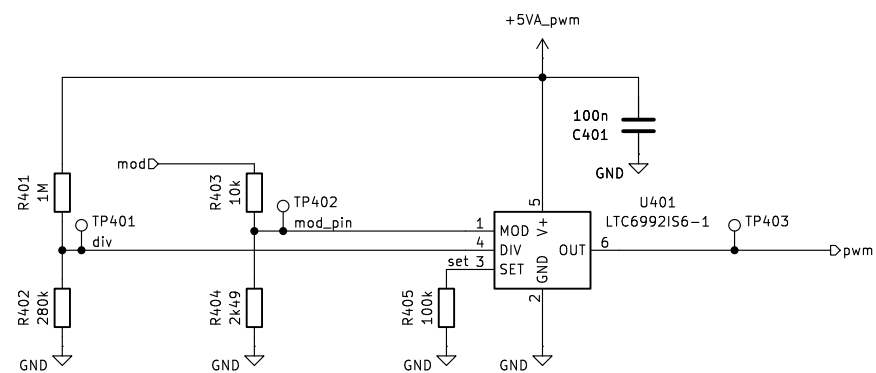 +5VA_pwm
100n
C401
GND
mod
R401
1M
R403
10k
TP401
TP402
div
mod_pin
U401
LTC6992IS6-1
TP403
5
1
4
set 3
MOD
DIV
SET
V+
GND
OUT
6
2
pwm
R402
280k
R404
2k49
R405
100k
GND
GND
GND
GND